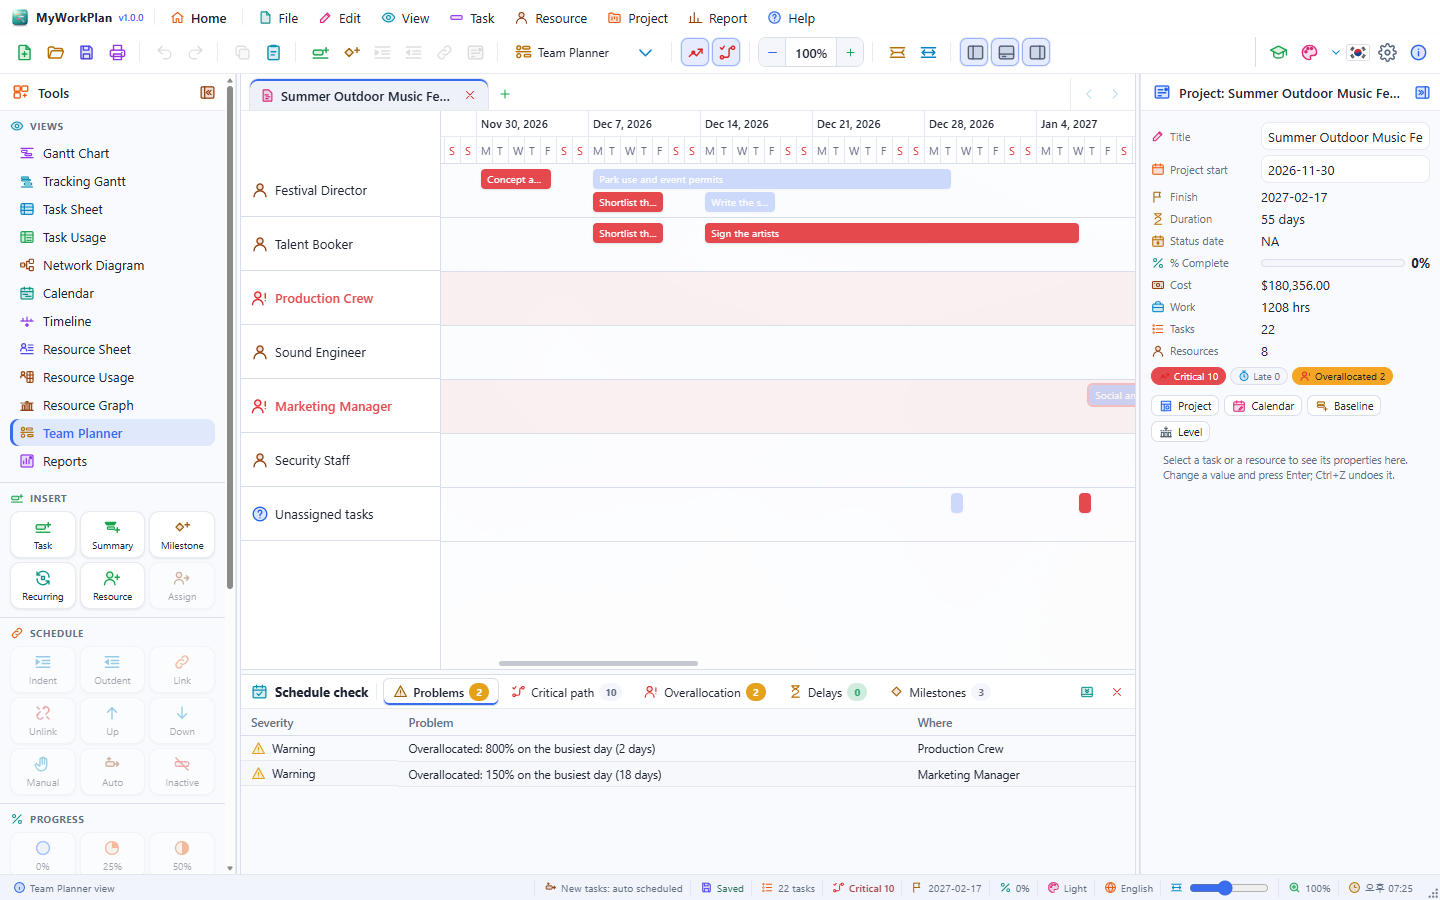 MyWorkPlan v1.0.0 Home File Edit View Task Resource Project Report Help
Team Planner 100%
Tools
Summer Outdoor Music Fe...
Project: Summer Outdoor Music Fe...
VIEWS
Gantt Chart
Tracking Gantt
Task Sheet
Task Usage
Network Diagram
Calendar
Timeline
Resource Sheet
Resource Usage
Resource Graph
Team Planner
Reports
INSERT
Task Summary Milestone
Recurring Resource Assign
SCHEDULE
Indent Outdent Link
Unlink Up Down
Manual Auto Inactive
PROGRESS
0% 25% 50%
Nov 30, 2026 Dec 7, 2026 Dec 14, 2026 Dec 21, 2026 Dec 28, 2026 Jan 4, 2027
S S M T W T F S S M T W T F S S M T W T F S S M T W T F S S M T W T F S S M T W T F S
Festival Director
Concept a... Park use and event permits
Shortlist th... Write the s...
Talent Booker
Shortlist th... Sign the artists
Production Crew
Sound Engineer
Marketing Manager
Social an
Security Staff
Unassigned tasks
Schedule check Problems 2 Critical path 10 Overallocation 2 Delays 0 Milestones 3
Severity Problem Where
Warning Overallocated: 800% on the busiest day (2 days) Production Crew
Warning Overallocated: 150% on the busiest day (18 days) Marketing Manager
Title Summer Outdoor Music Fe
Project start 2026-11-30
Finish 2027-02-17
Duration 55 days
Status date NA
% Complete 0%
Cost $180,356.00
Work 1208 hrs
Tasks 22
Resources 8
Critical 10 Late 0 Overallocated 2
Project Calendar Baseline
Level
Select a task or a resource to see its properties here.
Change a value and press Enter; Ctrl+Z undoes it.
Team Planner view New tasks: auto scheduled Saved 22 tasks Critical 10 2027-02-17 0% Light English 100% 오후 07:25